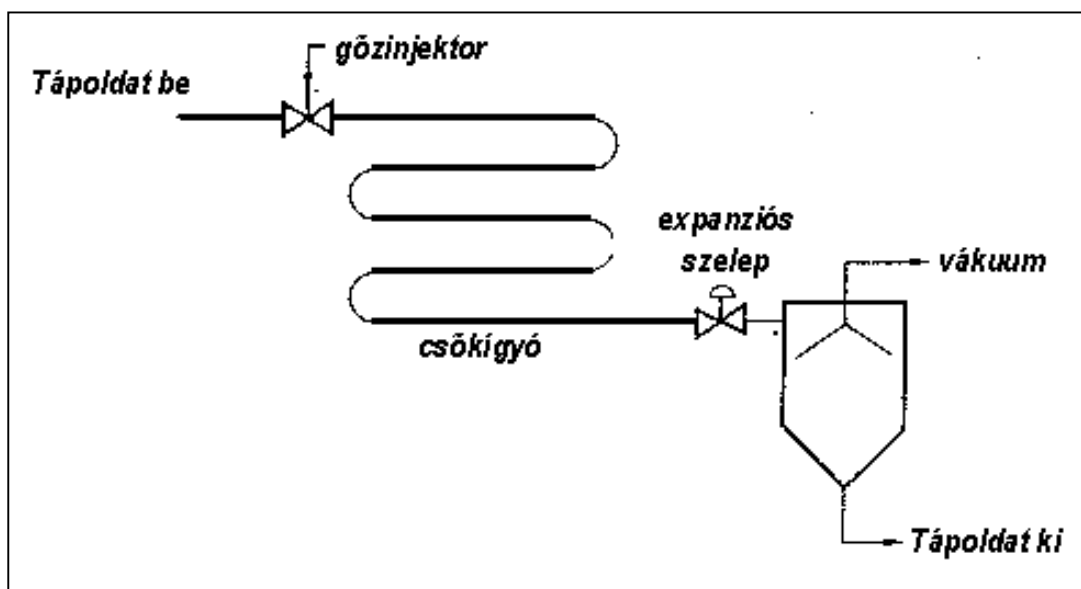 gőzinjektor
Tápoldat be
expanziós
szelep
vákuum
csőkígyó
Tápoldat ki